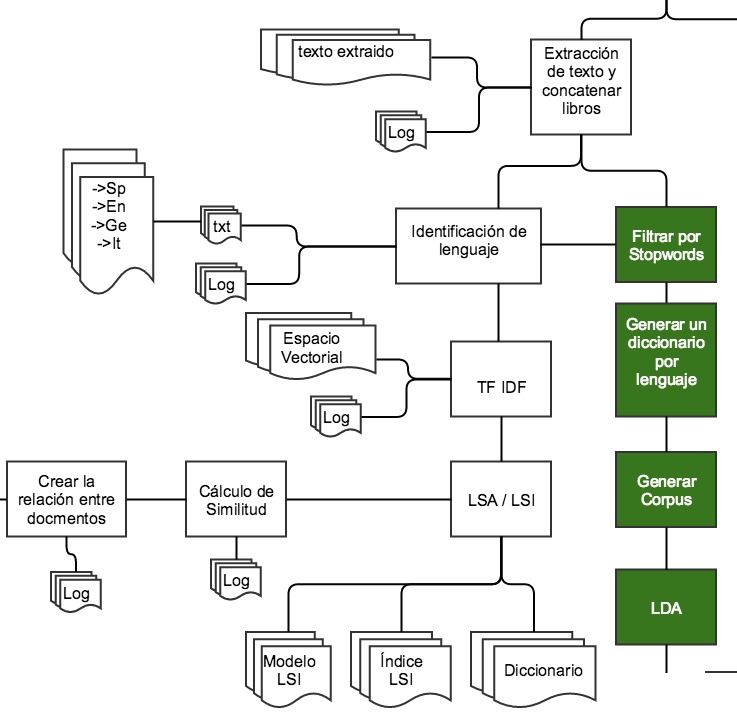 texto extraido
Extracción
de texto y
concatenar
libros
Log
->Sp
->En
->Ge
->It
txt
Log
Identificación de
lenguaje
Filtrar por
Stopwords
Espacio
Vectorial
Log
TF IDF
Generar un
diccionario
por
lenguaje
Crear la
relación entre
docmentos
Cálculo de
Similitud
LSA / LSI
Generar
Corpus
Log
Log
LDA
Modelo
LSI
Índice
LSI
Diccionario